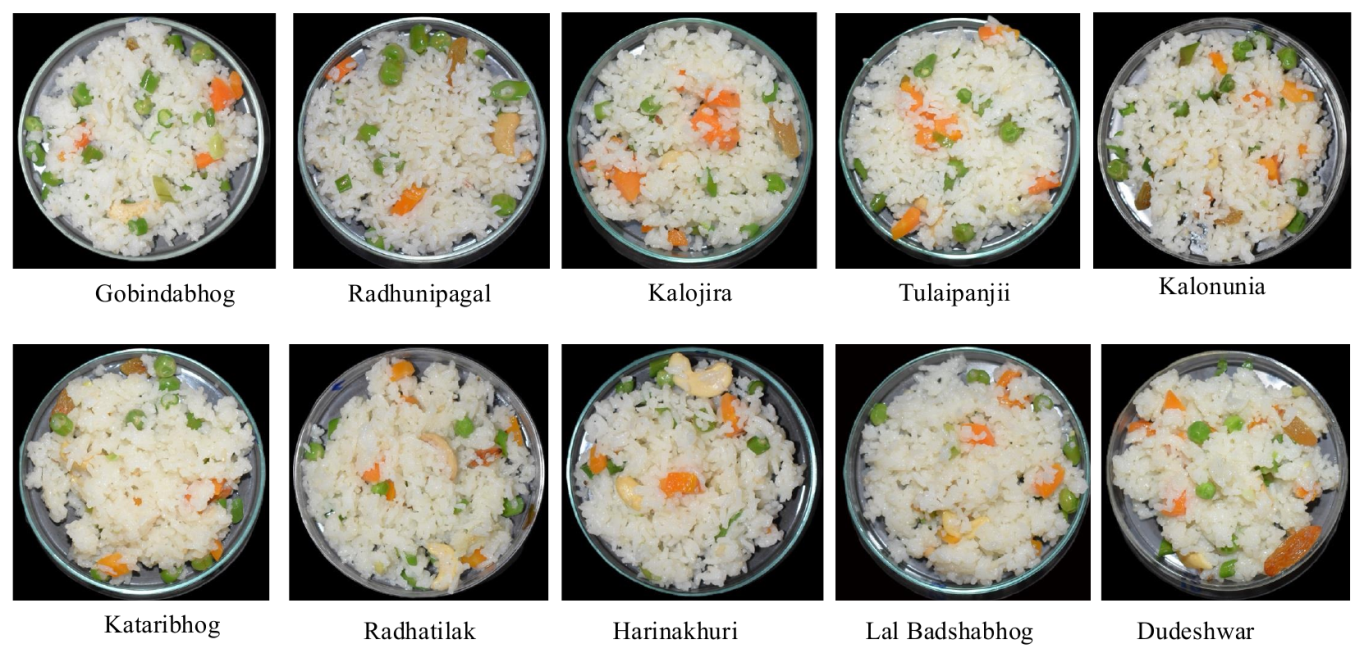 Gobindabhog
Radhunipagal
Kalojira
Tulaipanjii
Kalonunia
Kataribhog
Radhatilak
Harinakhuri
Lal Badshabhog
Dudeshwar